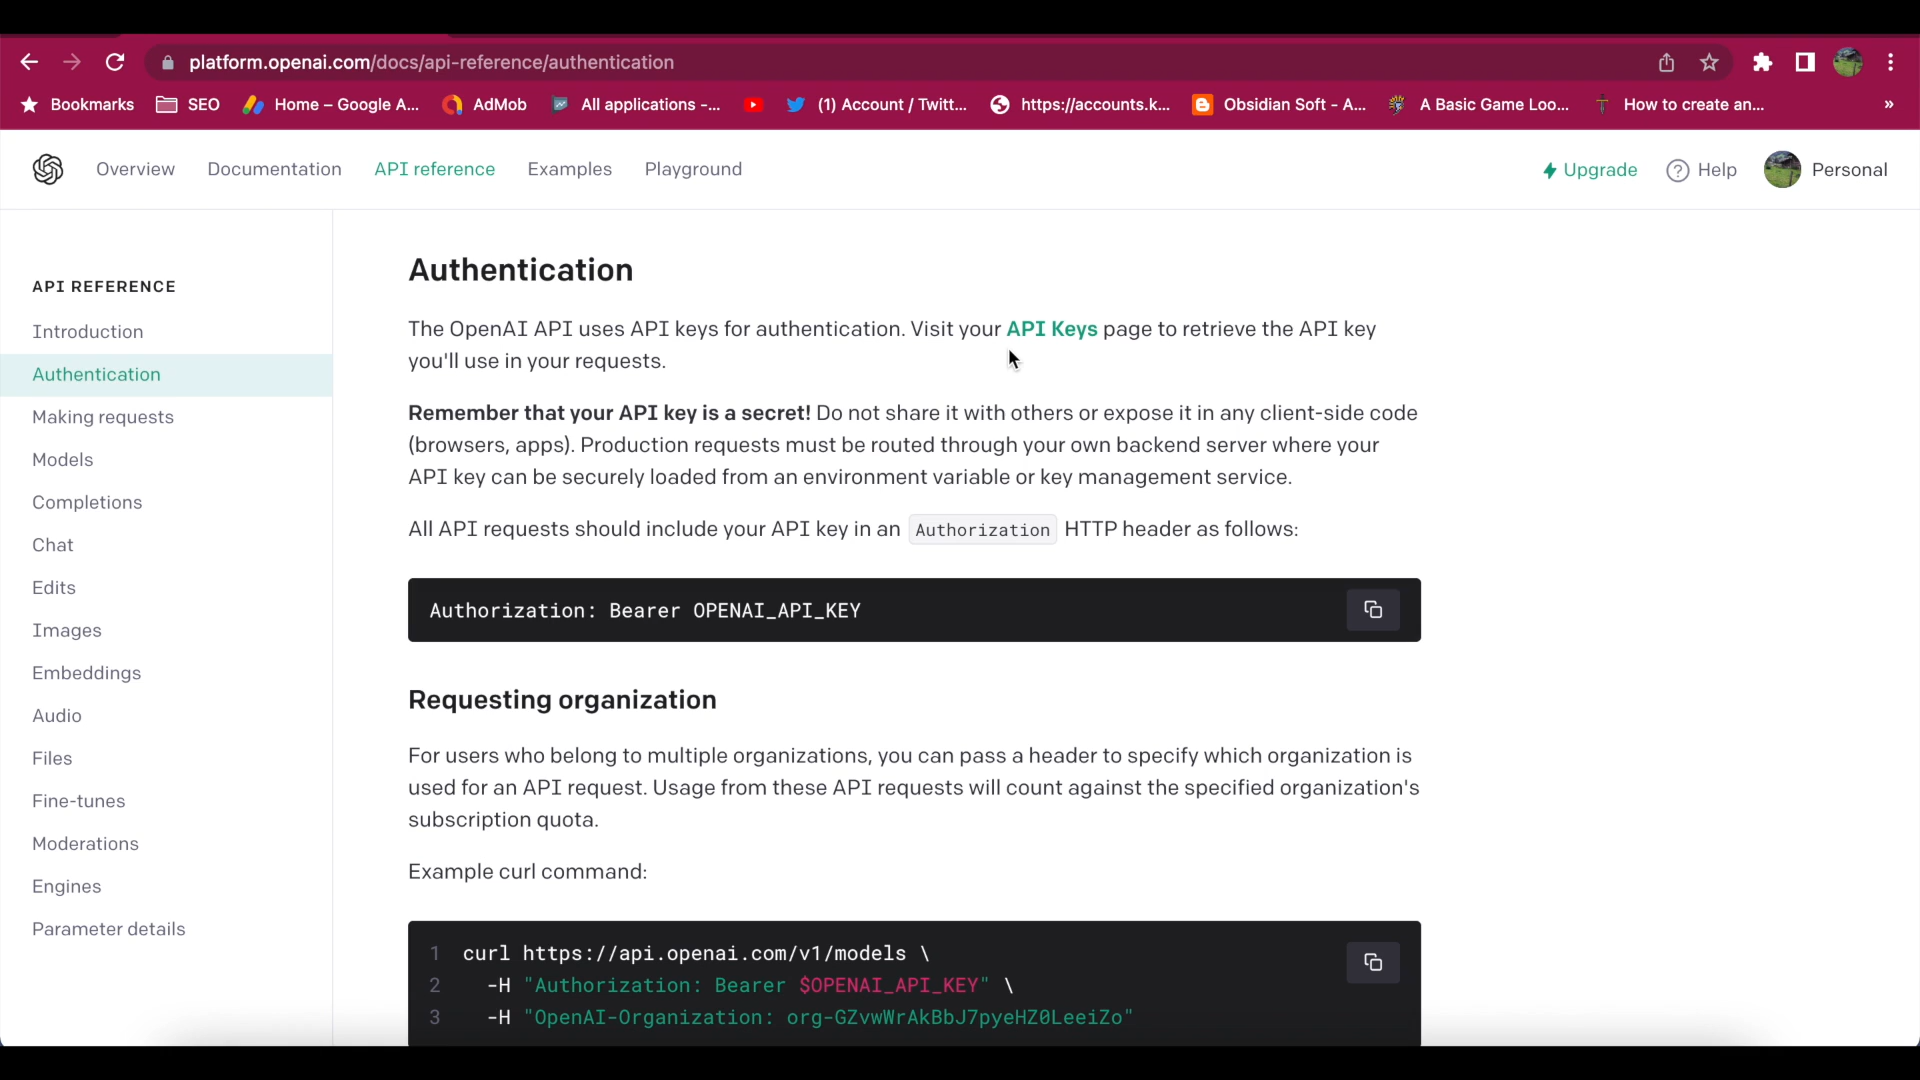 platform.openai.com/docs/api-reference/authentication
Bookmarks SEO Home – Google A... AdMob All applications -... (1) Account / Twitt... https://accounts.k... Obsidian Soft - A... A Basic Game Loo... How to create an... »
Overview Documentation API reference Examples Playground Upgrade ? Help Personal
API REFERENCE
Introduction
Authentication
Making requests
Models
Completions
Chat
Edits
Images
Embeddings
Audio
Files
Fine-tunes
Moderations
Engines
Parameter details
Authentication
The OpenAI API uses API keys for authentication. Visit your API Keys page to retrieve the API key
you'll use in your requests.
Remember that your API key is a secret! Do not share it with others or expose it in any client-side code
(browsers, apps). Production requests must be routed through your own backend server where your
API key can be securely loaded from an environment variable or key management service.
All API requests should include your API key in an Authorization HTTP header as follows:
Authorization: Bearer OPENAI_API_KEY
Requesting organization
For users who belong to multiple organizations, you can pass a header to specify which organization is
used for an API request. Usage from these API requests will count against the specified organization's
subscription quota.
Example curl command:
1 curl https://api.openai.com/v1/models \
2 -H "Authorization: Bearer $OPENAI_API_KEY" \
3 -H "OpenAI-Organization: org-GZvwWrAkBbJ7pyeHZ0LeeiZo"